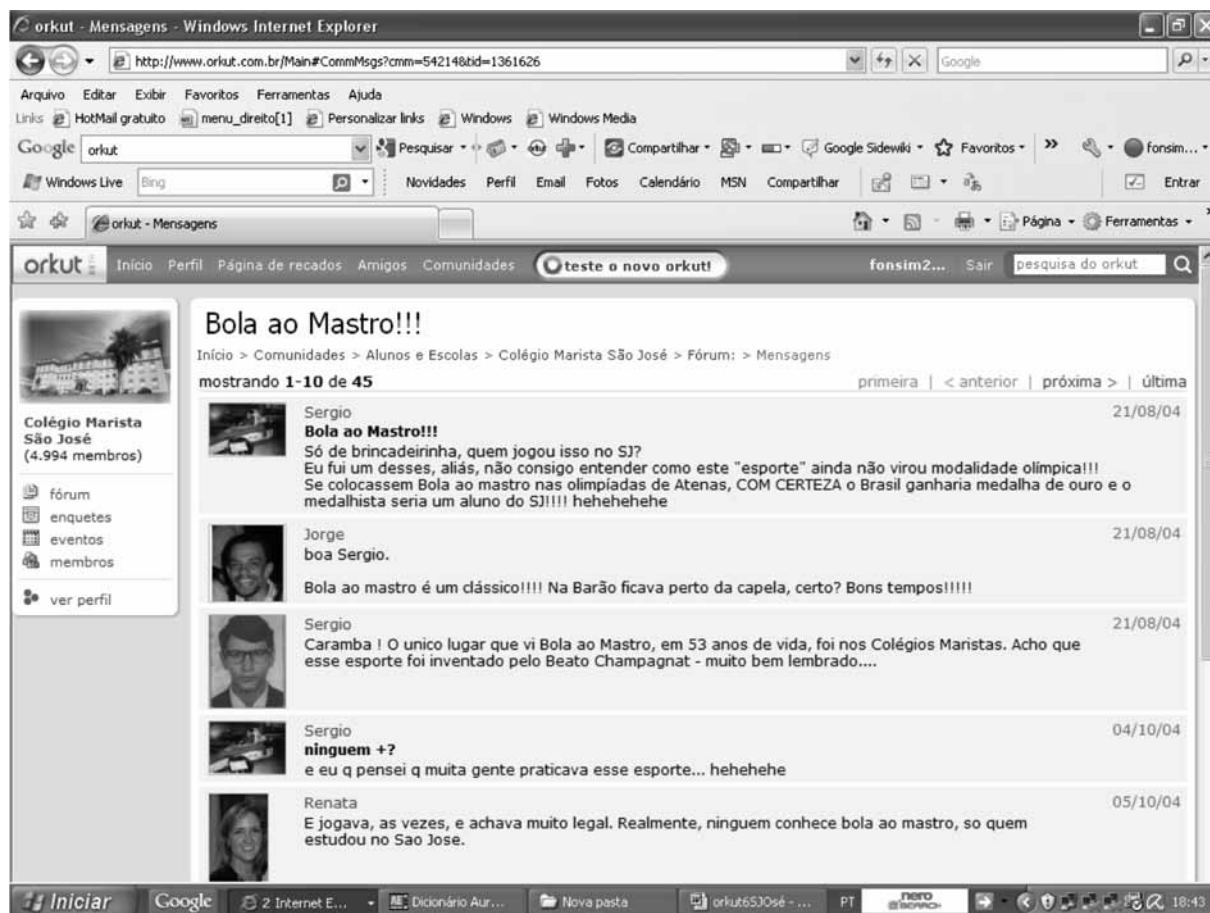 orkut - Mensagens - Windows Internet Explorer
http://www.orkut.com.br/Main#CommMsgs?cmm=54214&tid=1361626
Google
Arquivo Editar Exibir Favoritos Ferramentas Ajuda
Links HotMail gratuito menu_direito[1] Personalizar links Windows Windows Media
Google orkut Pesquisar Compartilhar Google Sidewiki Favoritos fonsim...
Windows Live Bing Novidades Perfil Email Fotos Calendário MSN Compartilhar Entrar
orkut - Mensagens Página Ferramentas
orkut Início Perfil Página de recados Amigos Comunidades teste o novo orkut! fonsim2... Sair pesquisa do orkut
Colégio Marista
São José
(4.994 membros)
fórum
enquetes
eventos
membros
ver perfil
Bola ao Mastro!!!
Início > Comunidades > Alunos e Escolas > Colégio Marista São José > Fórum: > Mensagens
mostrando 1-10 de 45 primeira | < anterior | próxima > | última
Sergio 21/08/04
Bola ao Mastro!!!
Só de brincadeirinha, quem jogou isso no SJ?
Eu fui um desses, aliás, não consigo entender como este "esporte" ainda não virou modalidade olímpica!!!
Se colocassem Bola ao mastro nas olimpíadas de Atenas, COM CERTEZA o Brasil ganharia medalha de ouro e o
medalhista seria um aluno do SJ!!!! hehehehehe
Jorge 21/08/04
boa Sergio.
Bola ao mastro é um clássico!!!! Na Barão ficava perto da capela, certo? Bons tempos!!!!!
Sergio 21/08/04
Caramba ! O unico lugar que vi Bola ao Mastro, em 53 anos de vida, foi nos Colégios Maristas. Acho que
esse esporte foi inventado pelo Beato Champagnat - muito bem lembrado....
Sergio 04/10/04
ninguem +?
e eu q pensei q muita gente praticava esse esporte... hehehehe
Renata 05/10/04
E jogava, as vezes, e achava muito legal. Realmente, ninguem conhece bola ao mastro, so quem
estudou no Sao Jose.
Iniciar Google 2 Internet E... Dicionário Aur... Nova pasta orkut65JOsé - ... PT nero 18:43